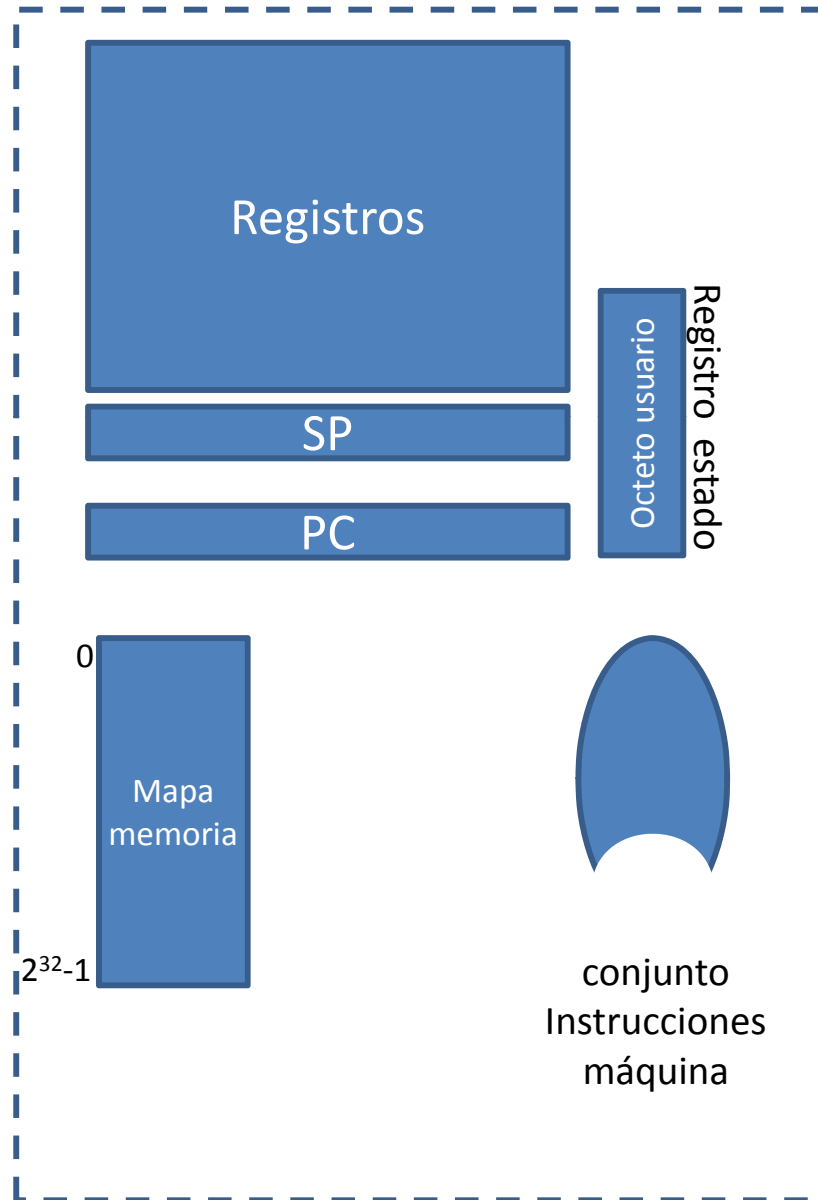 Registros
SP
PC
Octeto usuario
Registro estado
0
Mapa
memoria
2³²-1
conjunto
Instrucciones
máquina